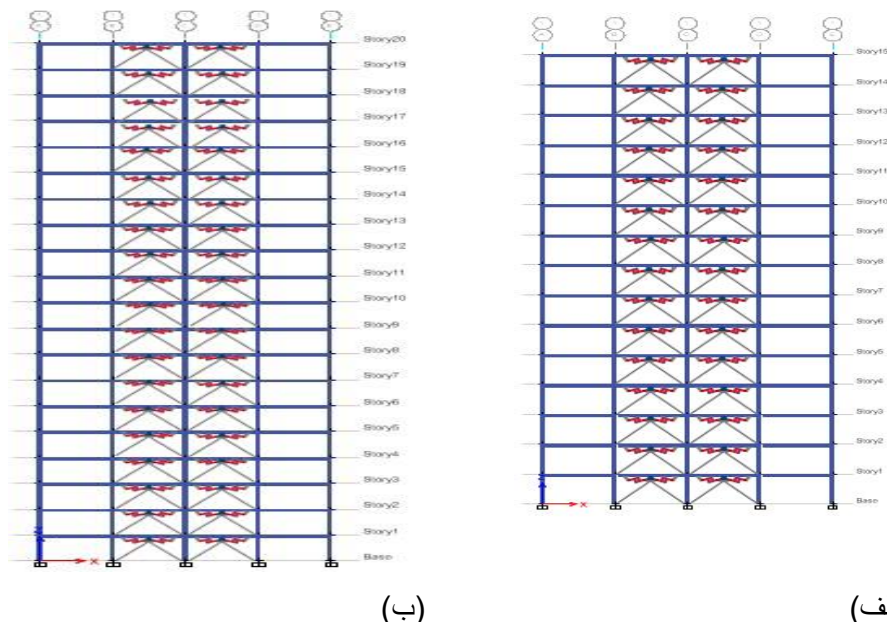 Story20
Story19
Story18
Story17
Story16
Story15
Story14
Story13
Story12
Story11
Story10
Story9
Story8
Story7
Story6
Story5
Story4
Story3
Story2
Story1
Base
X
(ب)
Story15
Story14
Story13
Story12
Story11
Story10
Story9
Story8
Story7
Story6
Story5
Story4
Story3
Story2
Story1
Base
X
ف)